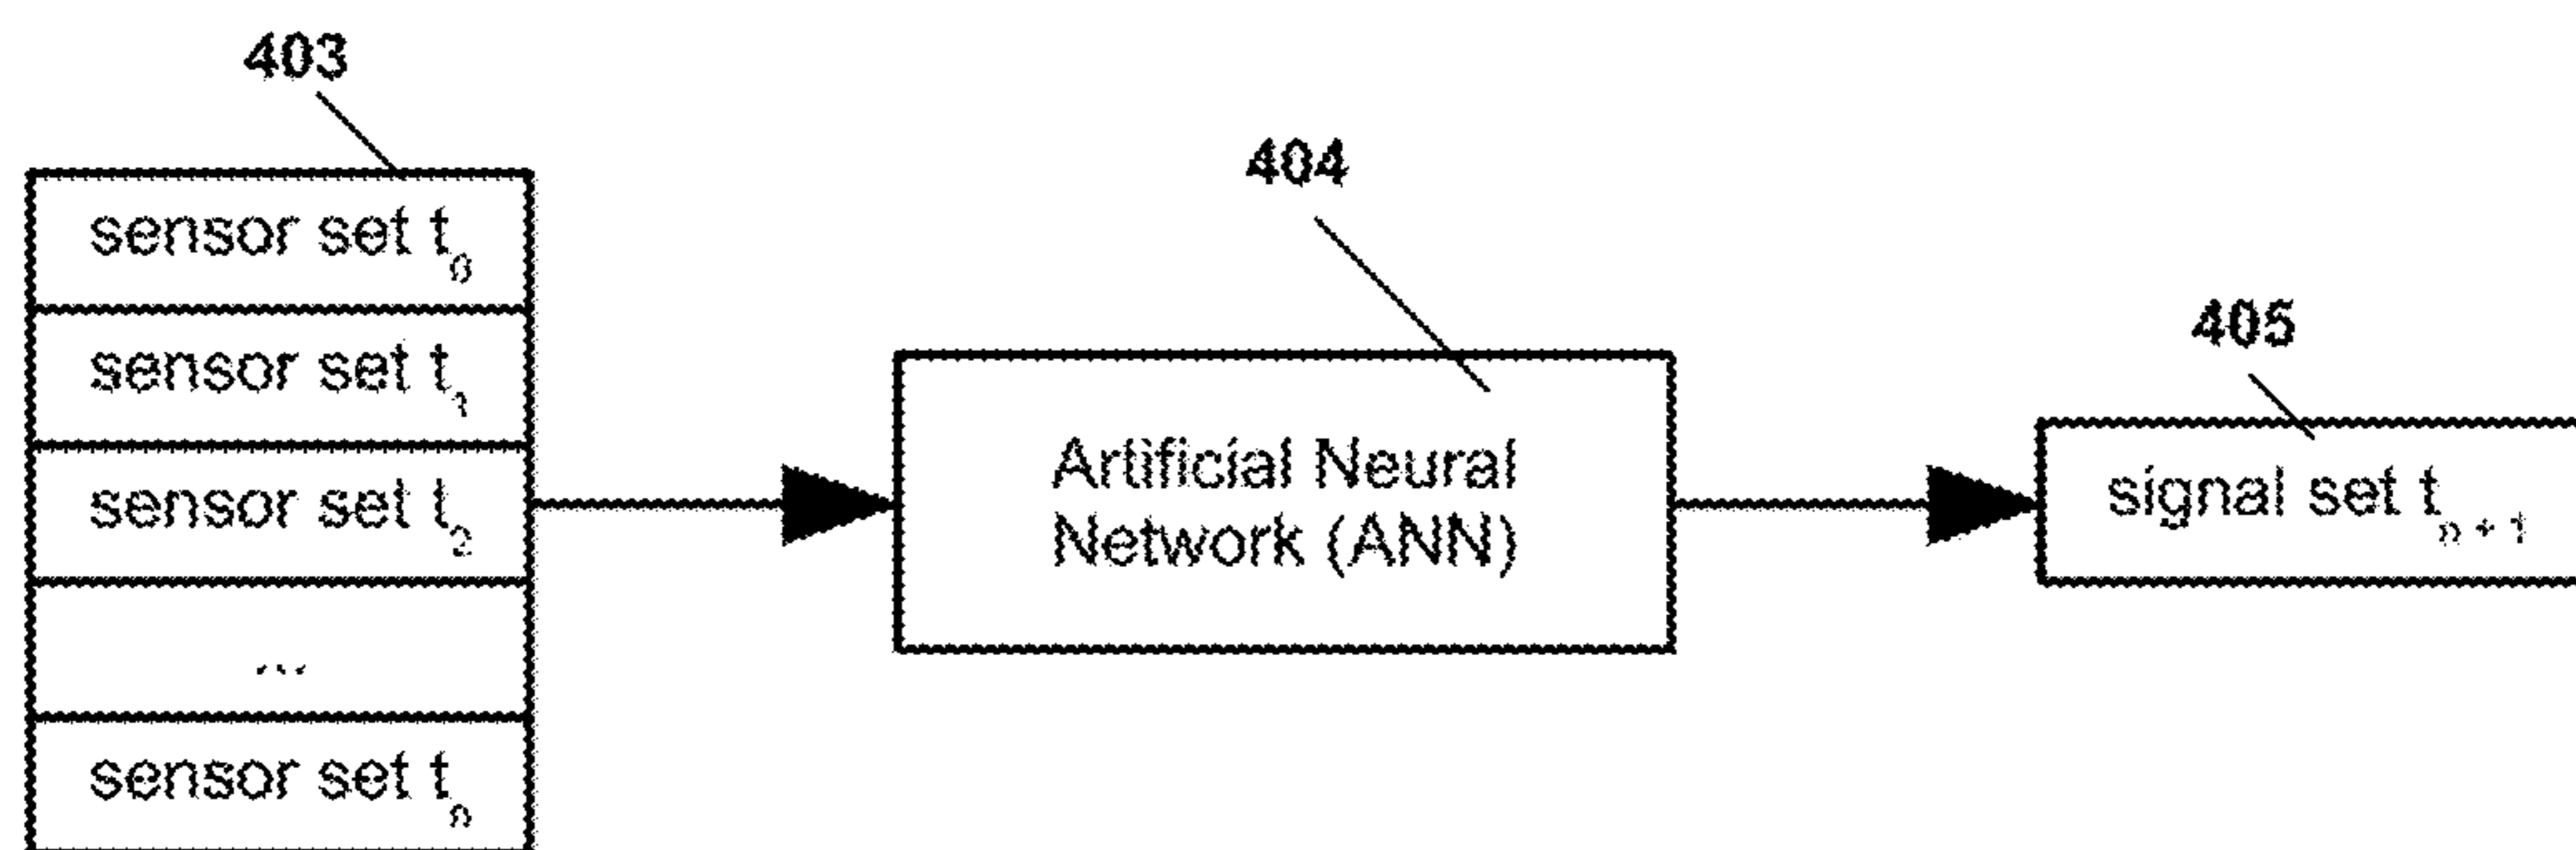 403
sensor set t₀
sensor set t₁
sensor set t₂
...
sensor set tₙ
404
Artificial Neural
Network (ANN)
405
signal set tₙ ₊ ₁